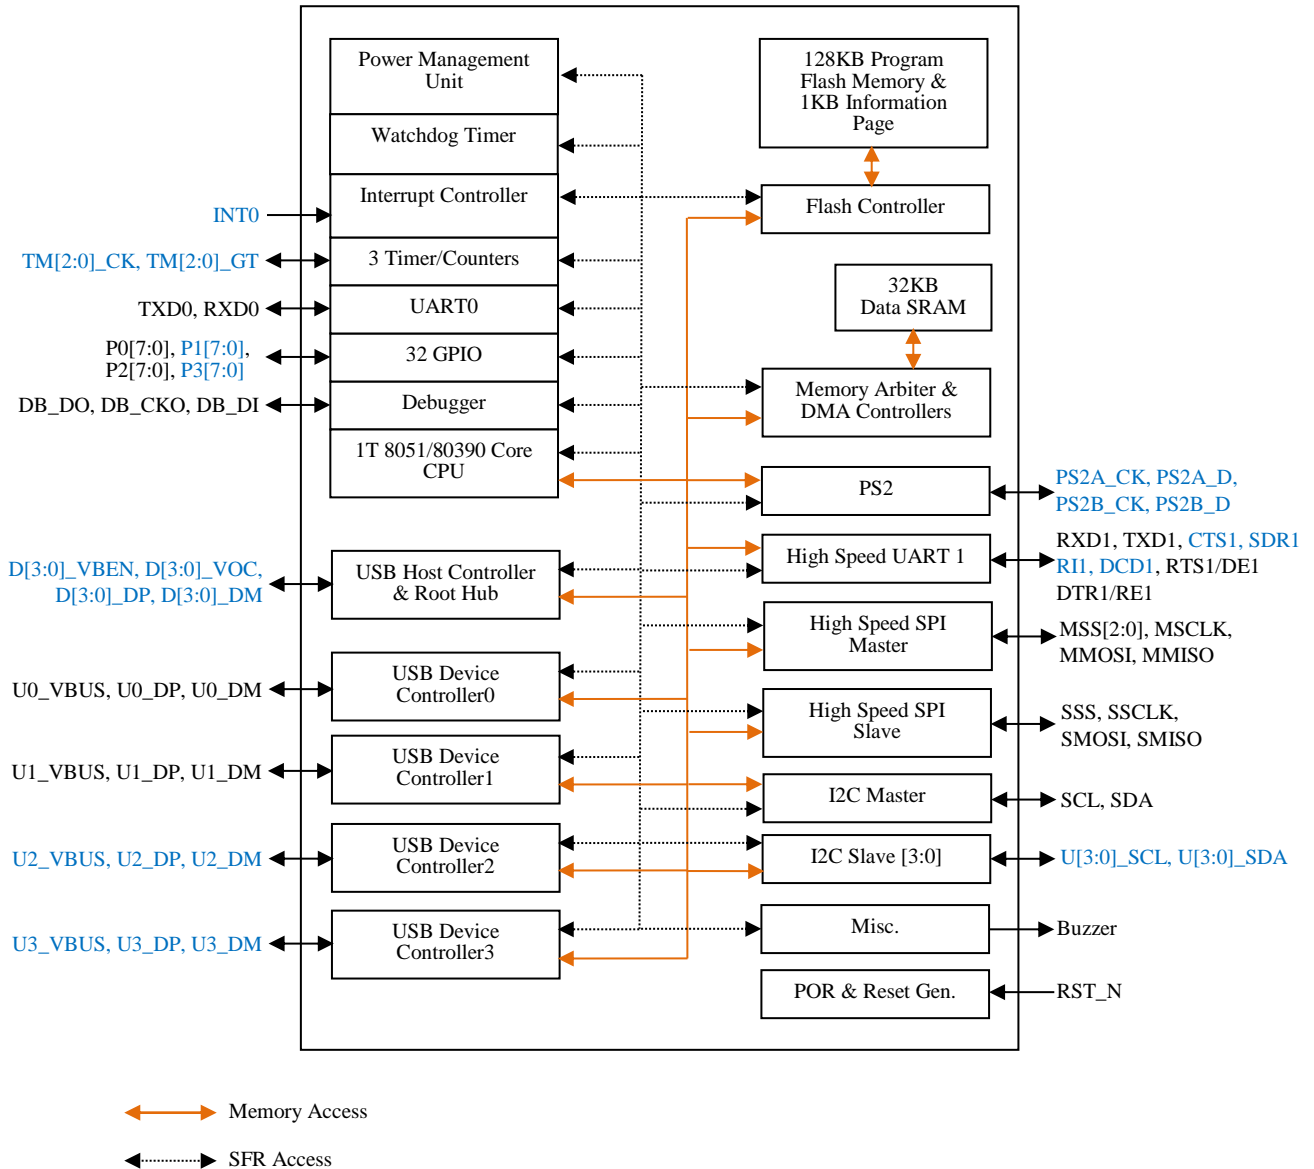 Power Management
Unit
Watchdog Timer
Interrupt Controller
3 Timer/Counters
UART0
32 GPIO
Debugger
1T 8051/80390 Core
CPU
USB Host Controller
& Root Hub
USB Device
Controller0
USB Device
Controller1
USB Device
Controller2
USB Device
Controller3
INT0
TM[2:0]_CK, TM[2:0]_GT
TXD0, RXD0
P0[7:0], P1[7:0],
P2[7:0], P3[7:0]
DB_DO, DB_CKO, DB_DI
D[3:0]_VBEN, D[3:0]_VOC,
D[3:0]_DP, D[3:0]_DM
U0_VBUS, U0_DP, U0_DM
U1_VBUS, U1_DP, U1_DM
U2_VBUS, U2_DP, U2_DM
U3_VBUS, U3_DP, U3_DM
128KB Program
Flash Memory &
1KB Information
Page
Flash Controller
32KB
Data SRAM
Memory Arbiter &
DMA Controllers
PS2
High Speed UART 1
High Speed SPI
Master
High Speed SPI
Slave
I2C Master
I2C Slave [3:0]
Misc.
POR & Reset Gen.
PS2A_CK, PS2A_D,
PS2B_CK, PS2B_D
RXD1, TXD1, CTS1, SDR1
RI1, DCD1, RTS1/DE1
DTR1/RE1
MSS[2:0], MSCLK,
MMOSI, MMISO
SSS, SSCLK,
SMOSI, SMISO
SCL, SDA
U[3:0]_SCL, U[3:0]_SDA
Buzzer
RST_N
Memory Access
SFR Access